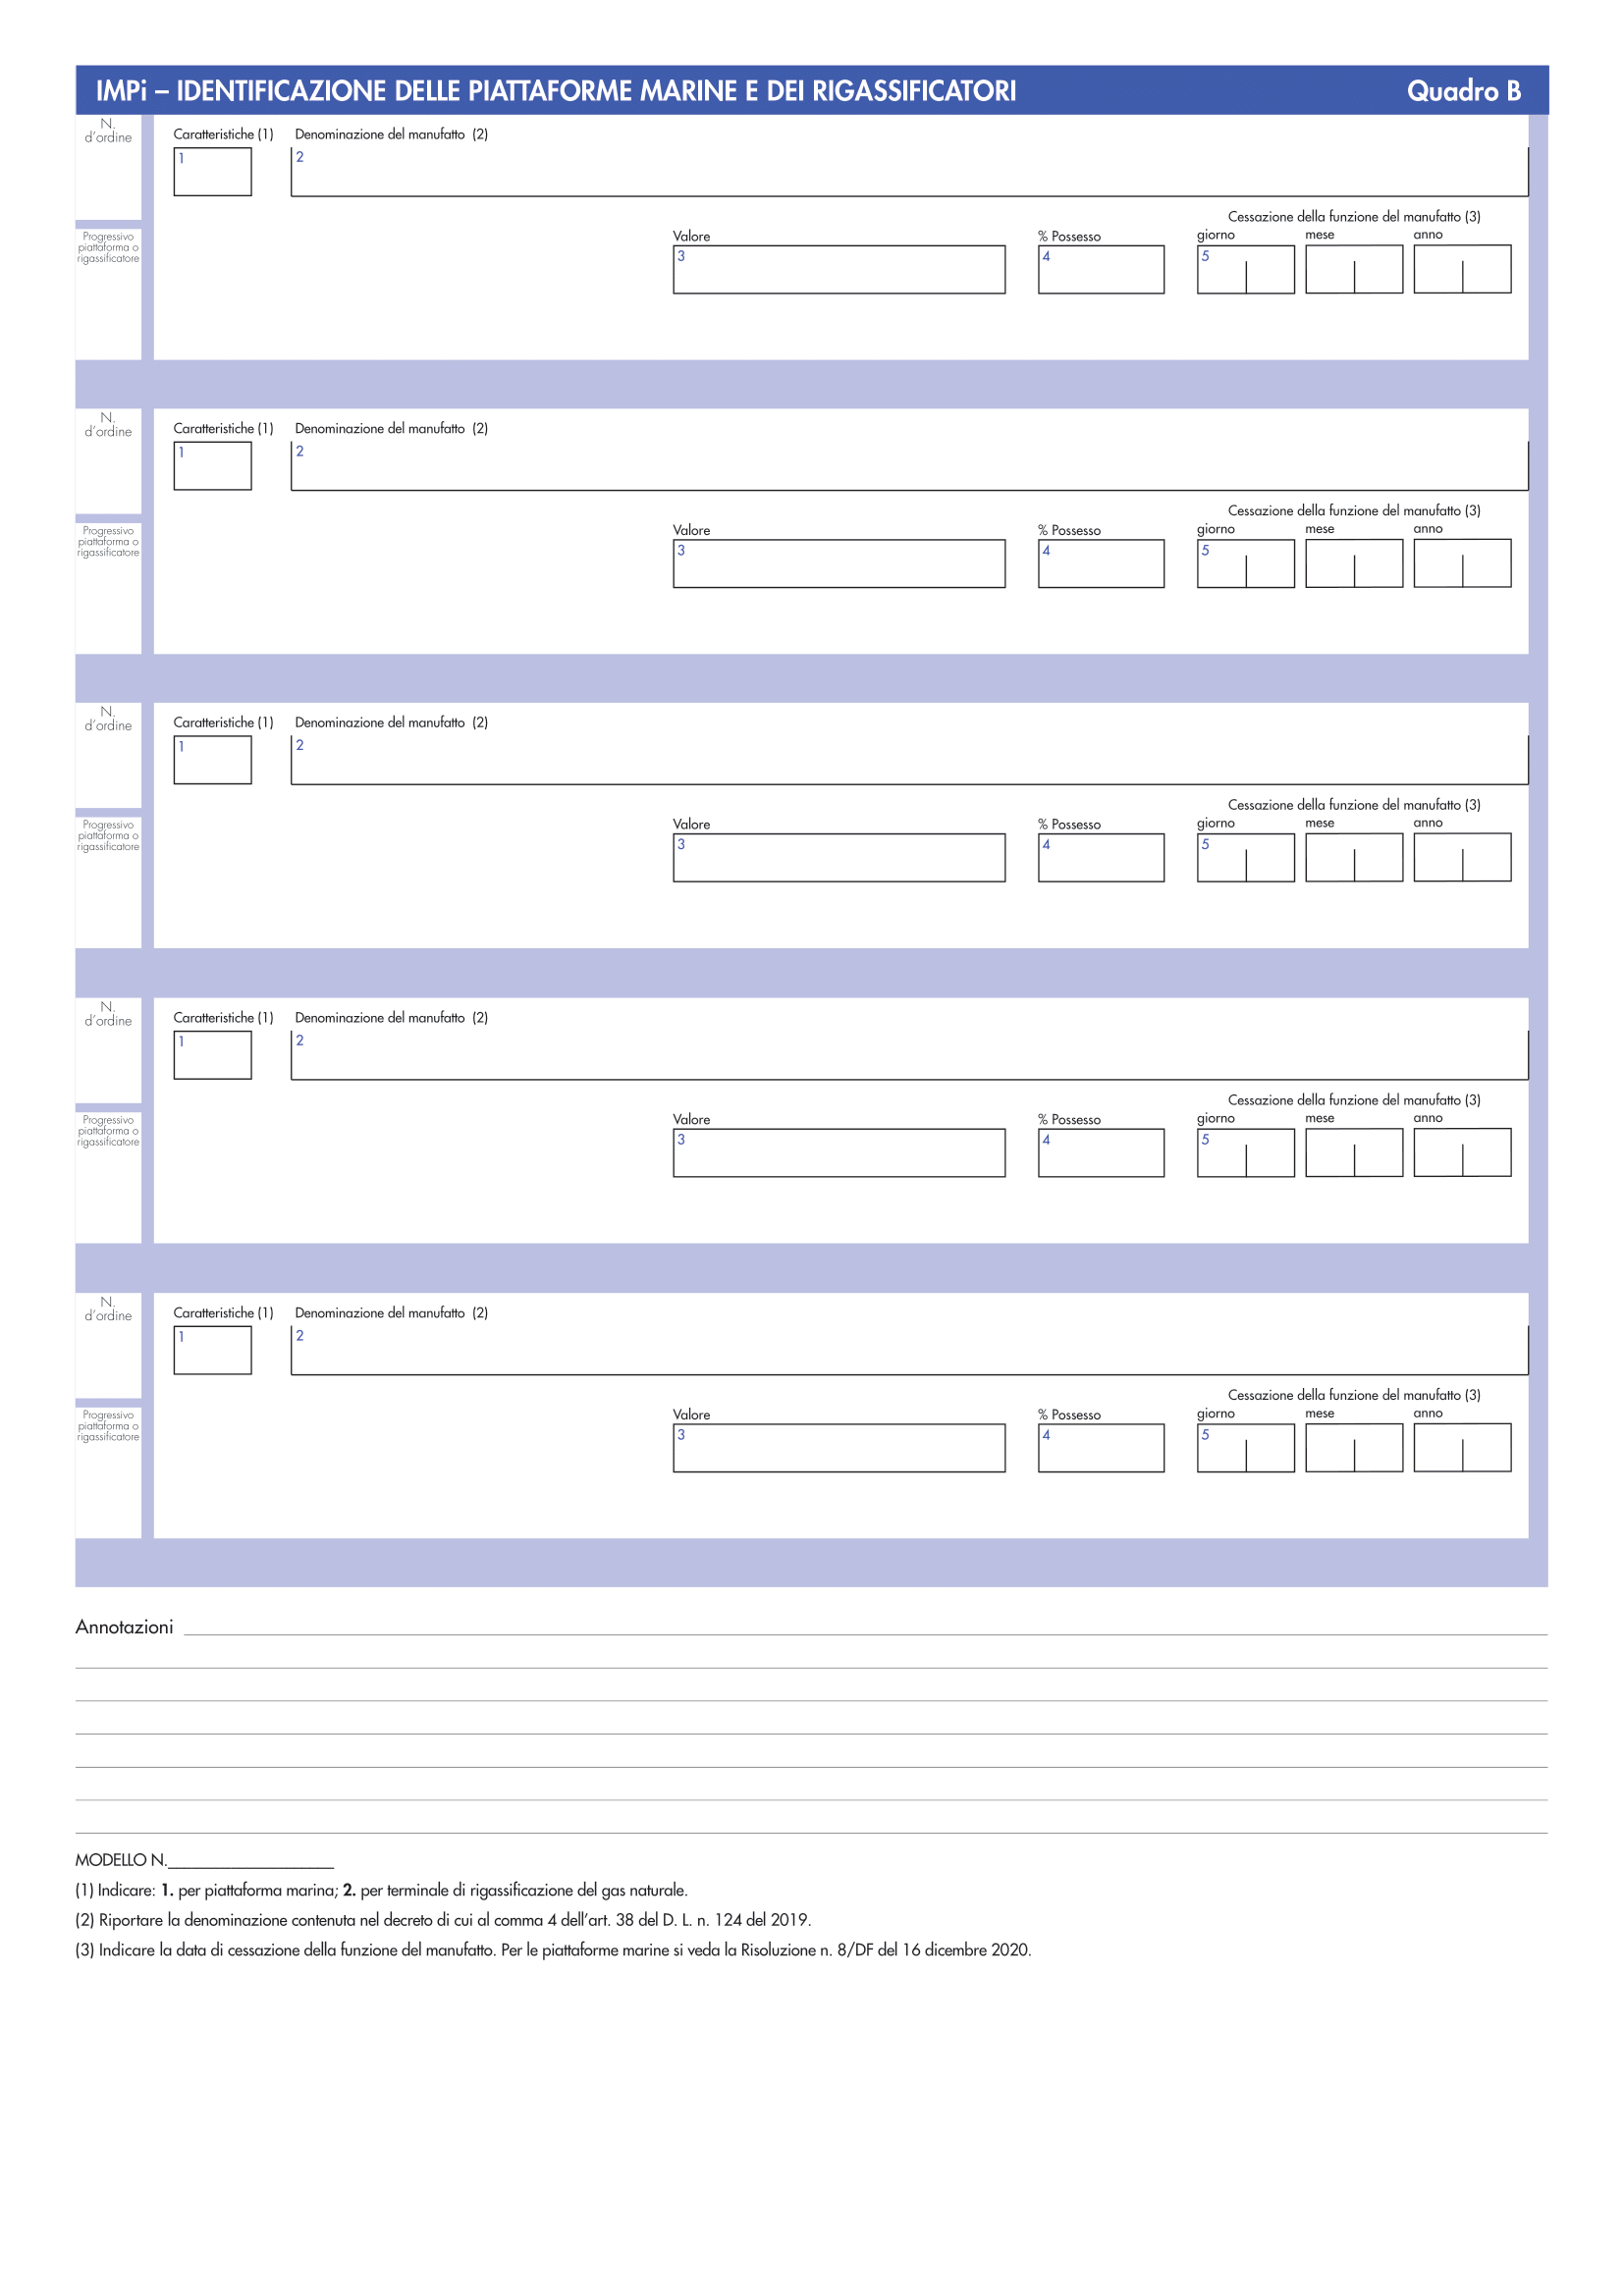 IMPi – IDENTIFICAZIONE DELLE PIATTAFORME MARINE E DEI RIGASSIFICATORI Quadro B
N.
d'ordine
Caratteristiche (1) Denominazione del manufatto (2)
1 2
Cessazione della funzione del manufatto (3)
Progressivo
piattaforma o
rigassificatore
Valore % Possesso giorno mese anno
3 4 5
N.
d'ordine
Caratteristiche (1) Denominazione del manufatto (2)
1 2
Cessazione della funzione del manufatto (3)
Progressivo
piattaforma o
rigassificatore
Valore % Possesso giorno mese anno
3 4 5
N.
d'ordine
Caratteristiche (1) Denominazione del manufatto (2)
1 2
Cessazione della funzione del manufatto (3)
Progressivo
piattaforma o
rigassificatore
Valore % Possesso giorno mese anno
3 4 5
N.
d'ordine
Caratteristiche (1) Denominazione del manufatto (2)
1 2
Cessazione della funzione del manufatto (3)
Progressivo
piattaforma o
rigassificatore
Valore % Possesso giorno mese anno
3 4 5
N.
d'ordine
Caratteristiche (1) Denominazione del manufatto (2)
1 2
Cessazione della funzione del manufatto (3)
Progressivo
piattaforma o
rigassificatore
Valore % Possesso giorno mese anno
3 4 5
Annotazioni
MODELLO N.
(1) Indicare: 1. per piattaforma marina; 2. per terminale di rigassificazione del gas naturale.
(2) Riportare la denominazione contenuta nel decreto di cui al comma 4 dell'art. 38 del D. L. n. 124 del 2019.
(3) Indicare la data di cessazione della funzione del manufatto. Per le piattaforme marine si veda la Risoluzione n. 8/DF del 16 dicembre 2020.